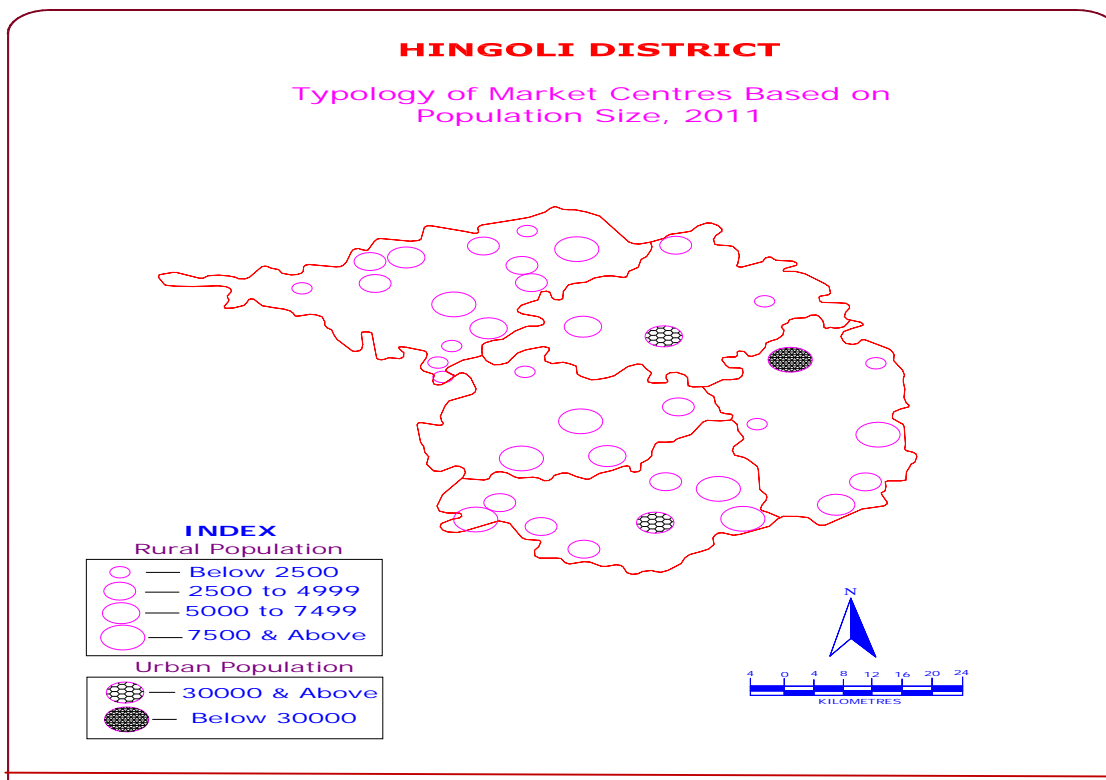 HINGOLI DISTRICT
Typology of Market Centres Based on
Population Size, 2011
INDEX
Rural Population
Below 2500
2500 to 4999
5000 to 7499
7500 & Above
Urban Population
30000 & Above
Below 30000
N
4 0 4 8 12 16 20 24
KILOMETRES